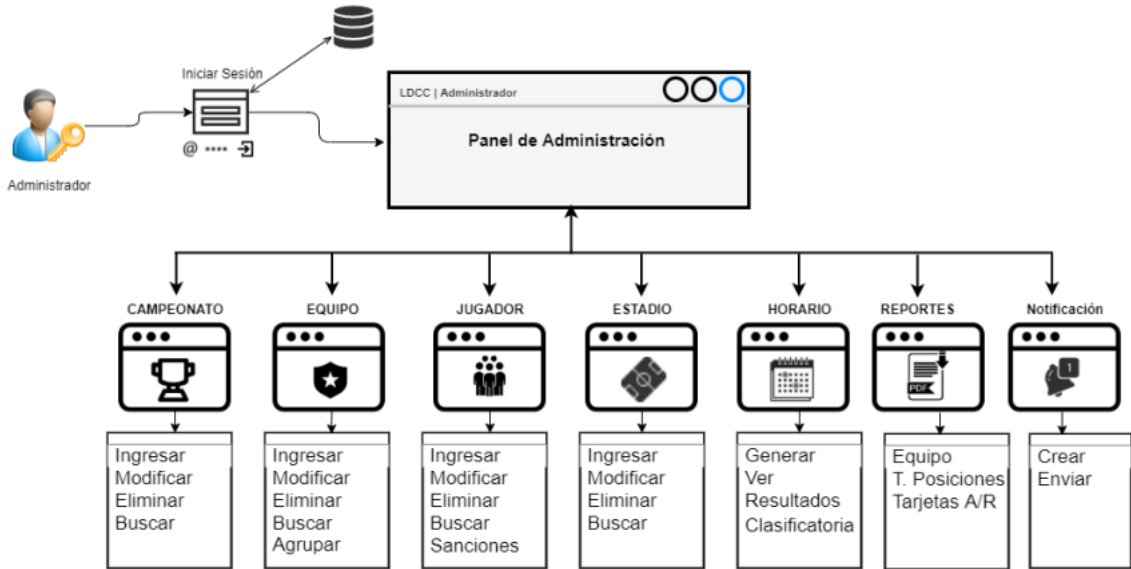 Iniciar Sesión
@ ····
Administrador
LDCC | Administrador
Panel de Administración
CAMPEONATO
EQUIPO
JUGADOR
ESTADIO
HORARIO
REPORTES
Notificación
PDF
1
Ingresar
Modificar
Eliminar
Buscar
Ingresar
Modificar
Eliminar
Buscar
Agrupar
Ingresar
Modificar
Eliminar
Buscar
Sanciones
Ingresar
Modificar
Eliminar
Buscar
Generar
Ver
Resultados
Clasificatoria
Equipo
T. Posiciones
Tarjetas A/R
Crear
Enviar